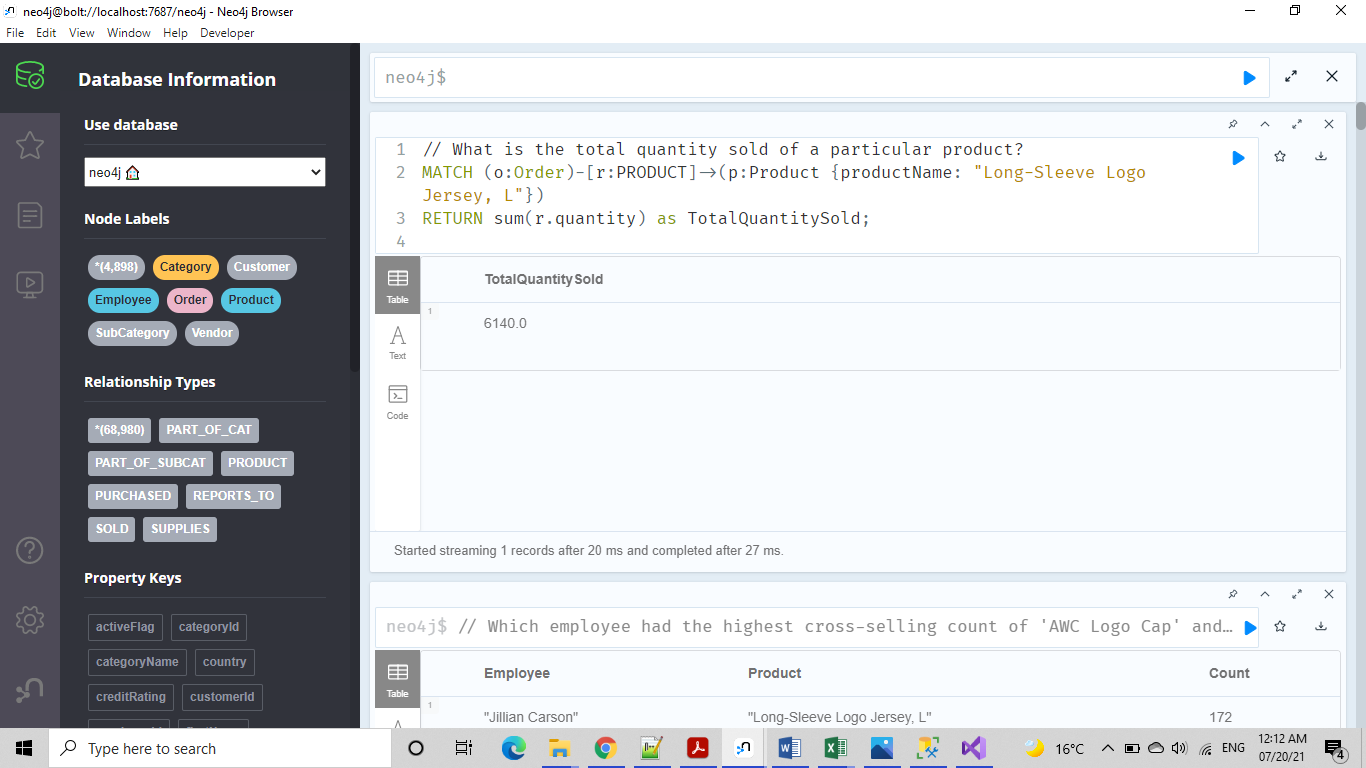 neo4j@bolt://localhost:7687/neo4j - Neo4j Browser
File Edit View Window Help Developer
Database Information
Use database
neo4j
Node Labels
*(4,898) Category Customer
Employee Order Product
SubCategory Vendor
Relationship Types
*(68,980) PART_OF_CAT
PART_OF_SUBCAT PRODUCT
PURCHASED REPORTS_TO
SOLD SUPPLIES
Property Keys
activeFlag categoryId
categoryName country
creditRating customerId
neo4j$
1 // What is the total quantity sold of a particular product?
2 MATCH (o:Order)-[r:PRODUCT]→(p:Product {productName: "Long-Sleeve Logo
Jersey, L"})
3 RETURN sum(r.quantity) as TotalQuantitySold;
4
Table
Text
Code
TotalQuantitySold
1
6140.0
Started streaming 1 records after 20 ms and completed after 27 ms.
neo4j$ // Which employee had the highest cross-selling count of 'AWC Logo Cap' and…
Table
Employee Product Count
1
"Jillian Carson" "Long-Sleeve Logo Jersey, L" 172
Type here to search
16°C
ENG
12:12 AM
07/20/21
4